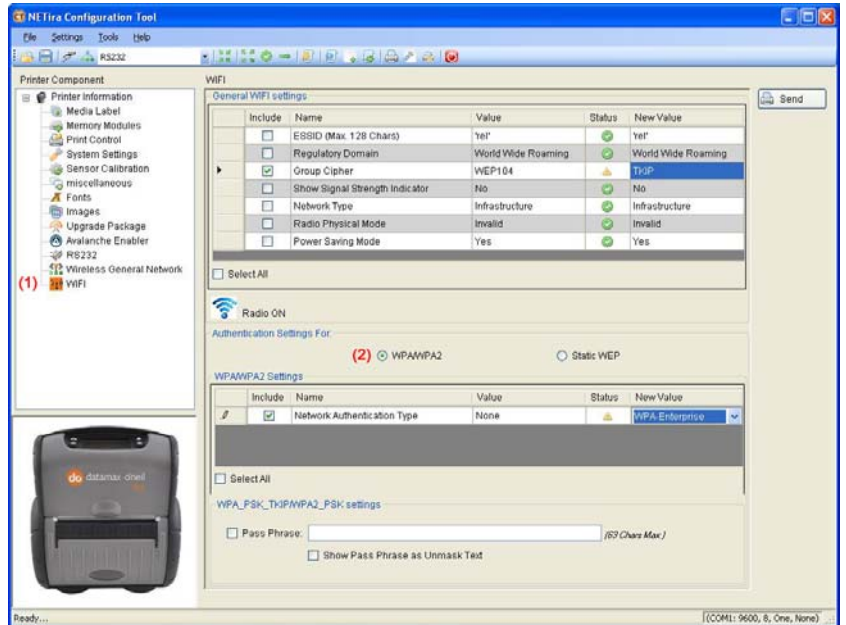 NETira Configuration Tool
File Settings Tools Help
RS232
Printer Component
Printer Information
Media Label
Memory Modules
Print Control
System Settings
Sensor Calibration
miscellaneous
Fonts
Images
Upgrade Package
Avalanche Enabler
RS232
Wireless General Network
(1) WIFI
datamax·oneil
WIFI
General WIFI settings
Include Name Value Status New Value
ESSID (Max. 128 Chars)
Regulatory Domain World Wide Roaming World Wide Roaming
Group Cipher WEP104 TKIP
Show Signal Strength Indicator No No
Network Type Infrastructure Infrastructure
Radio Physical Mode Invalid Invalid
Power Saving Mode Yes Yes
Select All
Radio ON
Authentication Settings For:
(2) WPA/WPA2 Static WEP
WPA/WPA2 Settings
Include Name Value Status New Value
Network Authentication Type None WPA-Enterprise
Select All
WPA_PSK_TKIP/WPA2_PSK settings
Pass Phrase: (63 Chars Max)
Show Pass Phrase as Unmask Text
Send
Ready...
(COM1: 9600, 8, One, None)